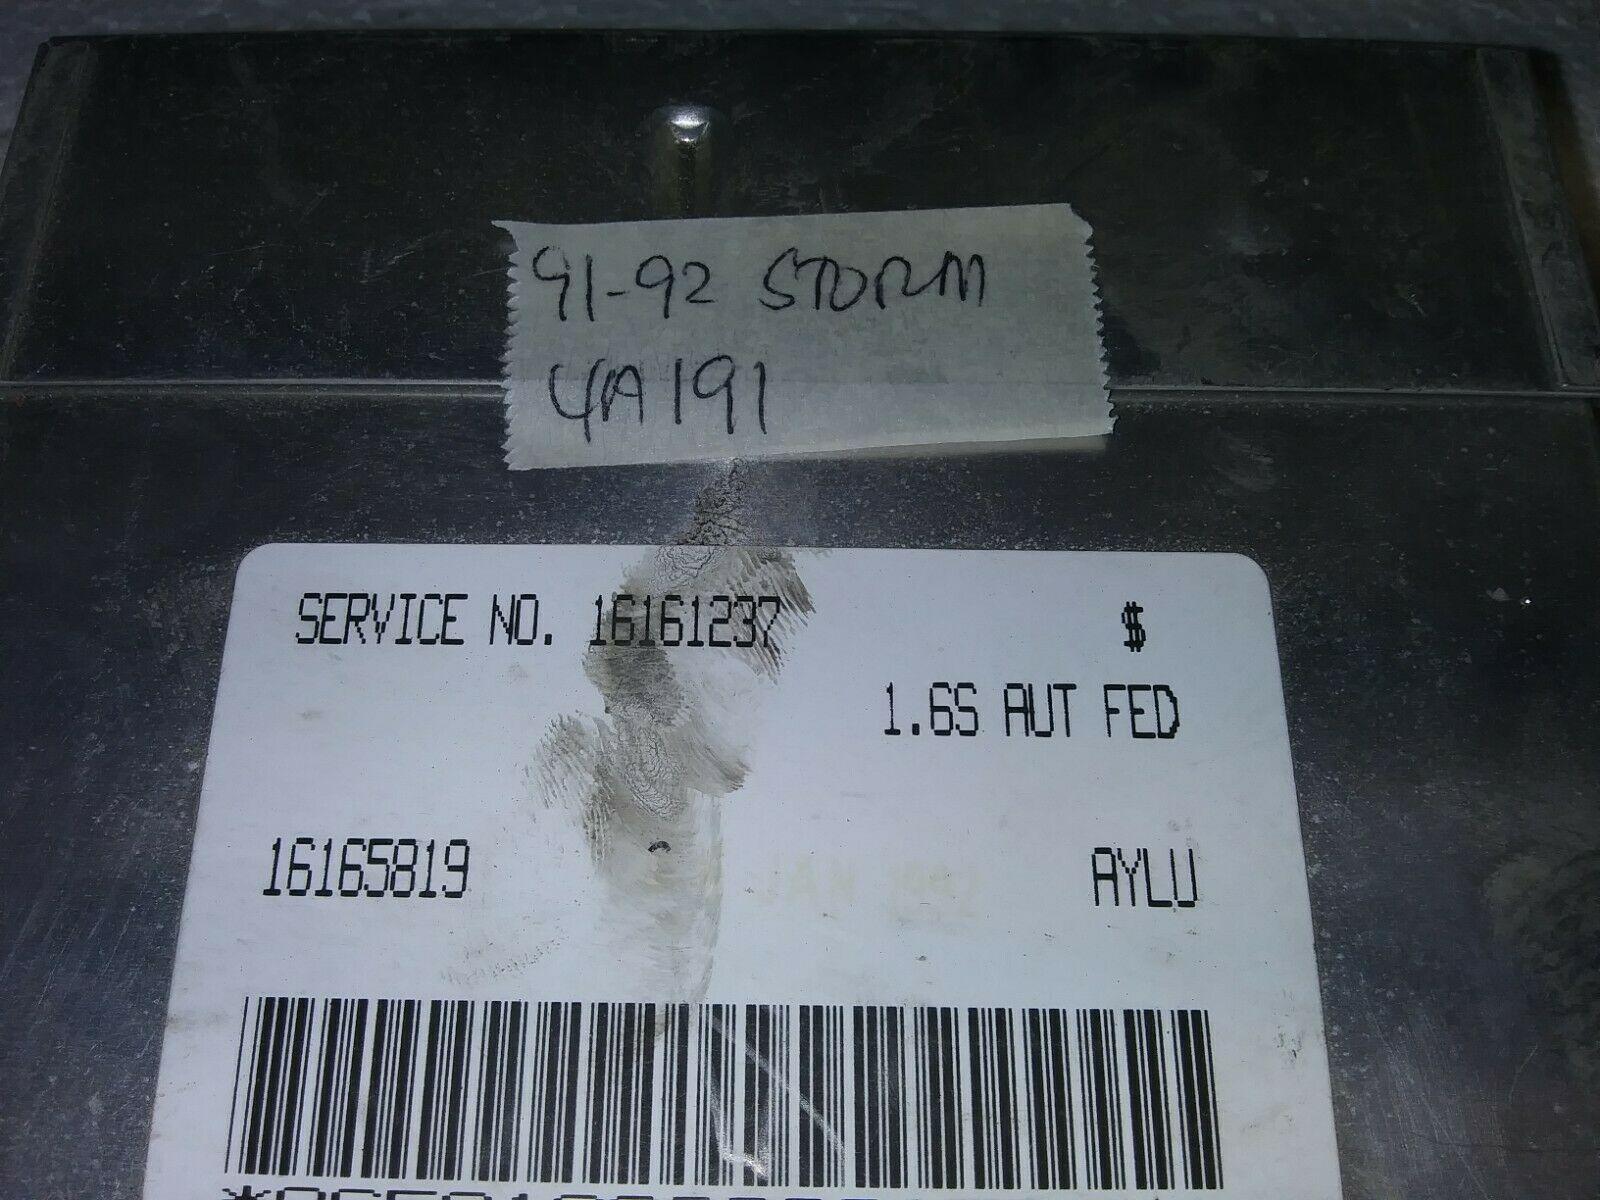 91-92 STORM
4A191
SERVICE NO. 16161237 $
1.6S AUT FED
16165819 AYLU